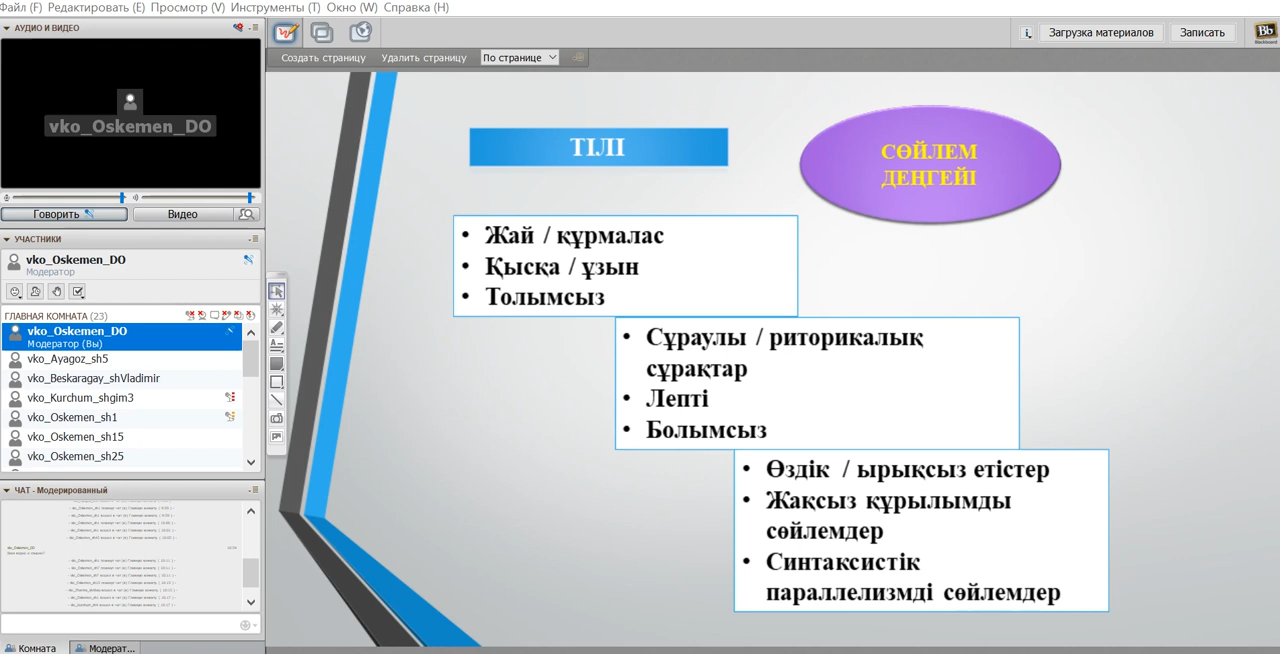 Файл (F) Редактировать (E) Просмотр (V) Инструменты (T) Окно (W) Справка (H)
АУДИО И ВИДЕО
vko_Oskemen_DO
Говорить
Видео
УЧАСТНИКИ
vko_Oskemen_DO
Модератор
ГЛАВНАЯ КОМНАТА (23)
vko_Oskemen_DO
Модератор (Вы)
vko_Ayagoz_sh5
vko_Beskaragay_shVladimir
vko_Kurchum_shgim3
vko_Oskemen_sh1
vko_Oskemen_sh15
vko_Oskemen_sh25
ЧАТ - Модерированный
Комната
Модерат...
Загрузка материалов
Записать
Bb
Создать страницу
Удалить страницу
По странице
ТІЛІ
СӨЙЛЕМ
ДЕҢГЕЙІ
• Жай / құрмалас
• Қысқа / ұзын
• Толымсыз
• Сұраулы / риторикалық
сұрақтар
• Лепті
• Болымсыз
• Өздік / ырықсыз етістер
• Жақсыз құрылымды
сөйлемдер
• Синтаксистік
параллелизмді сөйлемдер